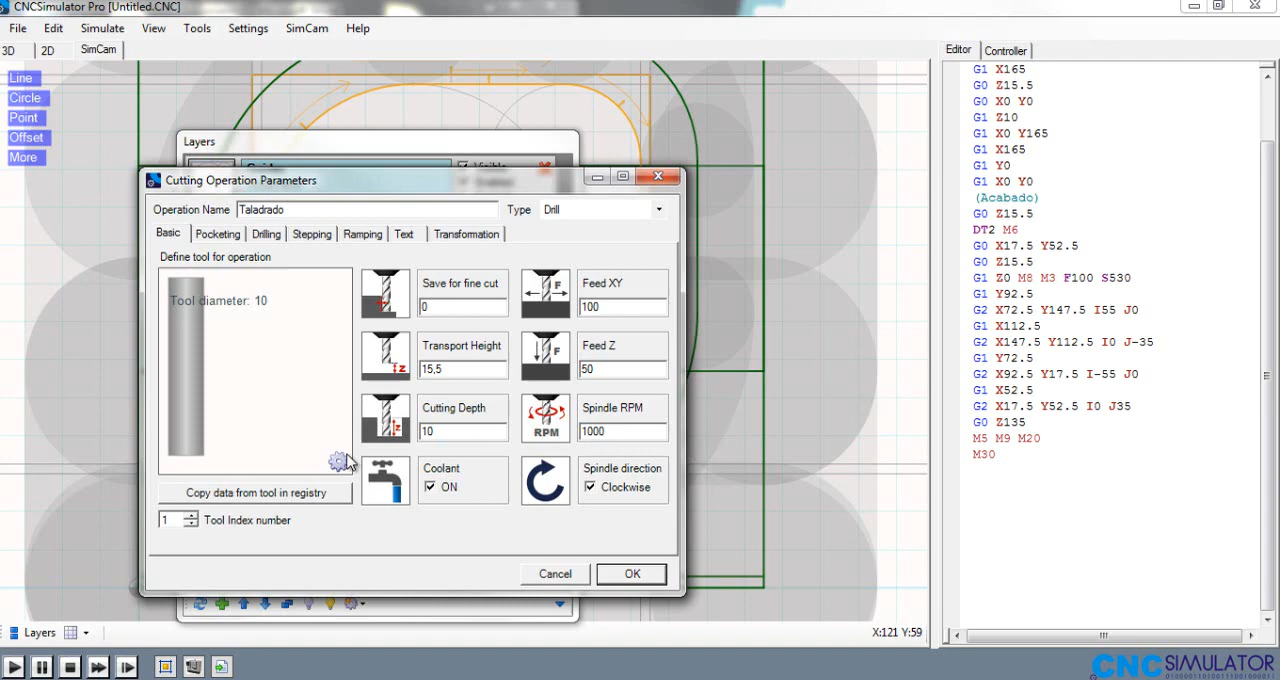 CNCSimulator Pro [Untitled.CNC]
File Edit Simulate View Tools Settings SimCam Help
3D 2D SimCam
Editor Controller
Line
Circle
Point
Offset
More
Layers
Visible
Cutting Operation Parameters
Operation Name Taladrado Type Drill
Basic Pocketing Drilling Stepping Ramping Text Transformation
Define tool for operation
Tool diameter: 10
Save for fine cut
0
Feed XY
100
Transport Height
15,5
Feed Z
50
Cutting Depth
10
Spindle RPM
1000
RPM
Coolant
ON
Spindle direction
Clockwise
Copy data from tool in registry
1 Tool Index number
Cancel OK
G1 X165
G0 Z15.5
G0 X0 Y0
G1 Z10
G1 X0 Y165
G1 X165
G1 Y0
G1 X0 Y0
(Acabado)
G0 Z15.5
DT2 M6
G0 X17.5 Y52.5
G0 Z15.5
G1 Z0 M8 M3 F100 S530
G1 Y92.5
G2 X72.5 Y147.5 I55 J0
G1 X112.5
G2 X147.5 Y112.5 I0 J-35
G1 Y72.5
G2 X92.5 Y17.5 I-55 J0
G1 X52.5
G2 X17.5 Y52.5 I0 J35
G0 Z135
M5 M9 M20
M30
Layers
X:121 Y:59
CNCSIMULATOR